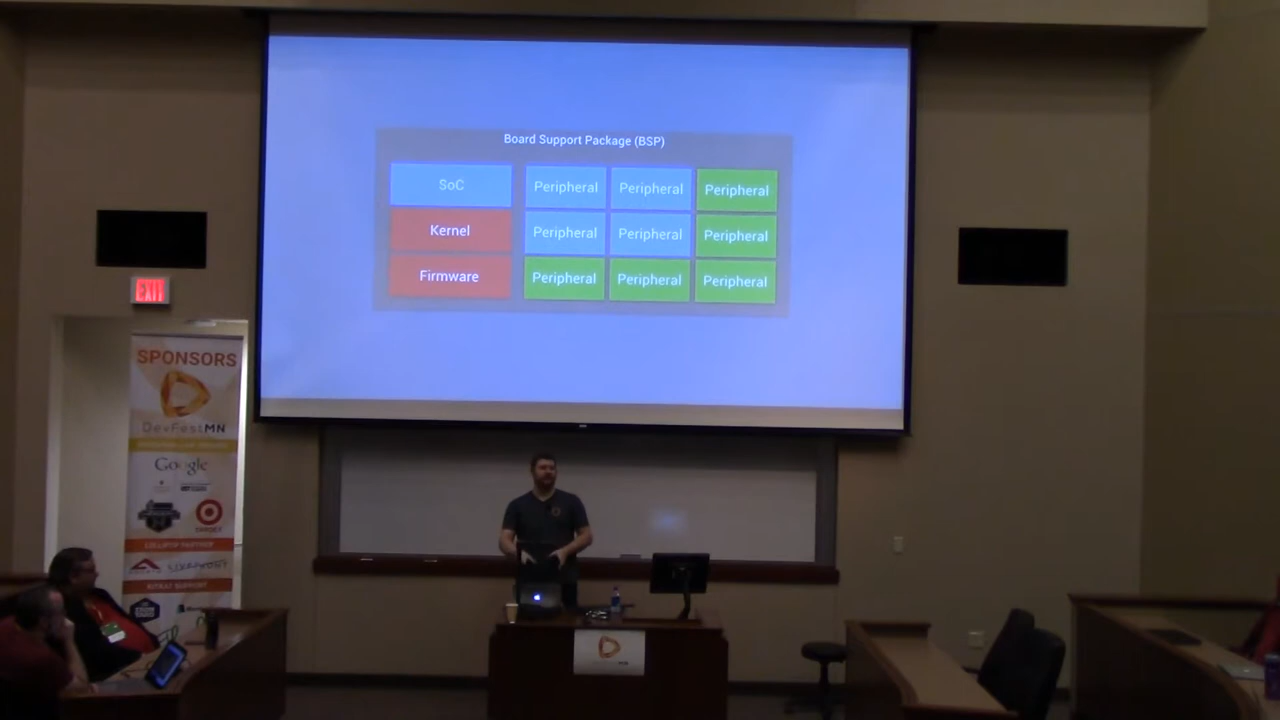 Board Support Package (BSP)
SoC
Peripheral
Peripheral
Peripheral
Kernel
Peripheral
Peripheral
Peripheral
Firmware
Peripheral
Peripheral
Peripheral
EXIT
SPONSORS
DevFestMN
Google
TARGET